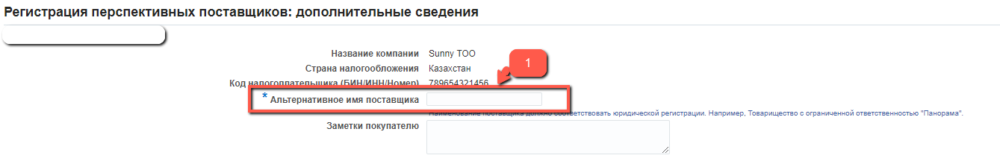 Регистрация перспективных поставщиков: дополнительные сведения
Название компании Sunny ТОО
Страна налогообложения Казахстан
1
Код налогоплательщика (БИН/ИНН/Номер) 789654321456
* Альтернативное имя поставщика
Наименование поставщика должно соответствовать юридической регистрации. Например, Товарищество с ограниченной ответственностью "Панорама".
Заметки покупателю